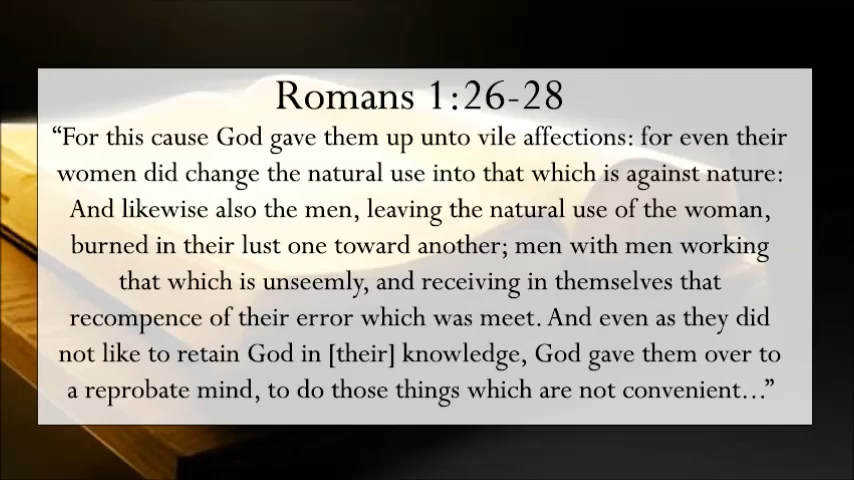 Romans 1:26-28
“For this cause God gave them up unto vile affections: for even their
women did change the natural use into that which is against nature:
And likewise also the men, leaving the natural use of the woman,
burned in their lust one toward another; men with men working
that which is unseemly, and receiving in themselves that
recompence of their error which was meet. And even as they did
not like to retain God in [their] knowledge, God gave them over to
a reprobate mind, to do those things which are not convenient…”